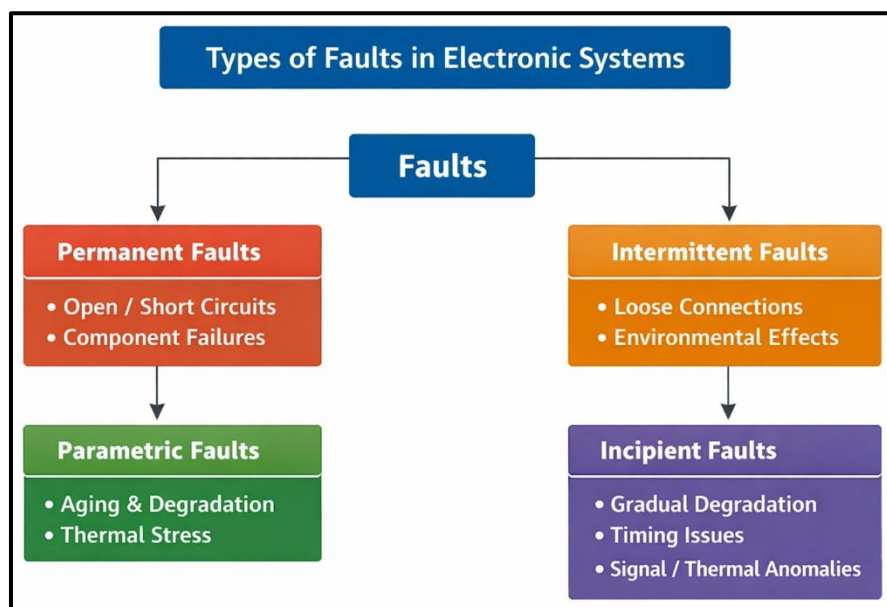 Types of Faults in Electronic Systems
Faults
Permanent Faults
• Open / Short Circuits
• Component Failures
Intermittent Faults
• Loose Connections
• Environmental Effects
Parametric Faults
• Aging & Degradation
• Thermal Stress
Incipient Faults
• Gradual Degradation
• Timing Issues
• Signal / Thermal Anomalies